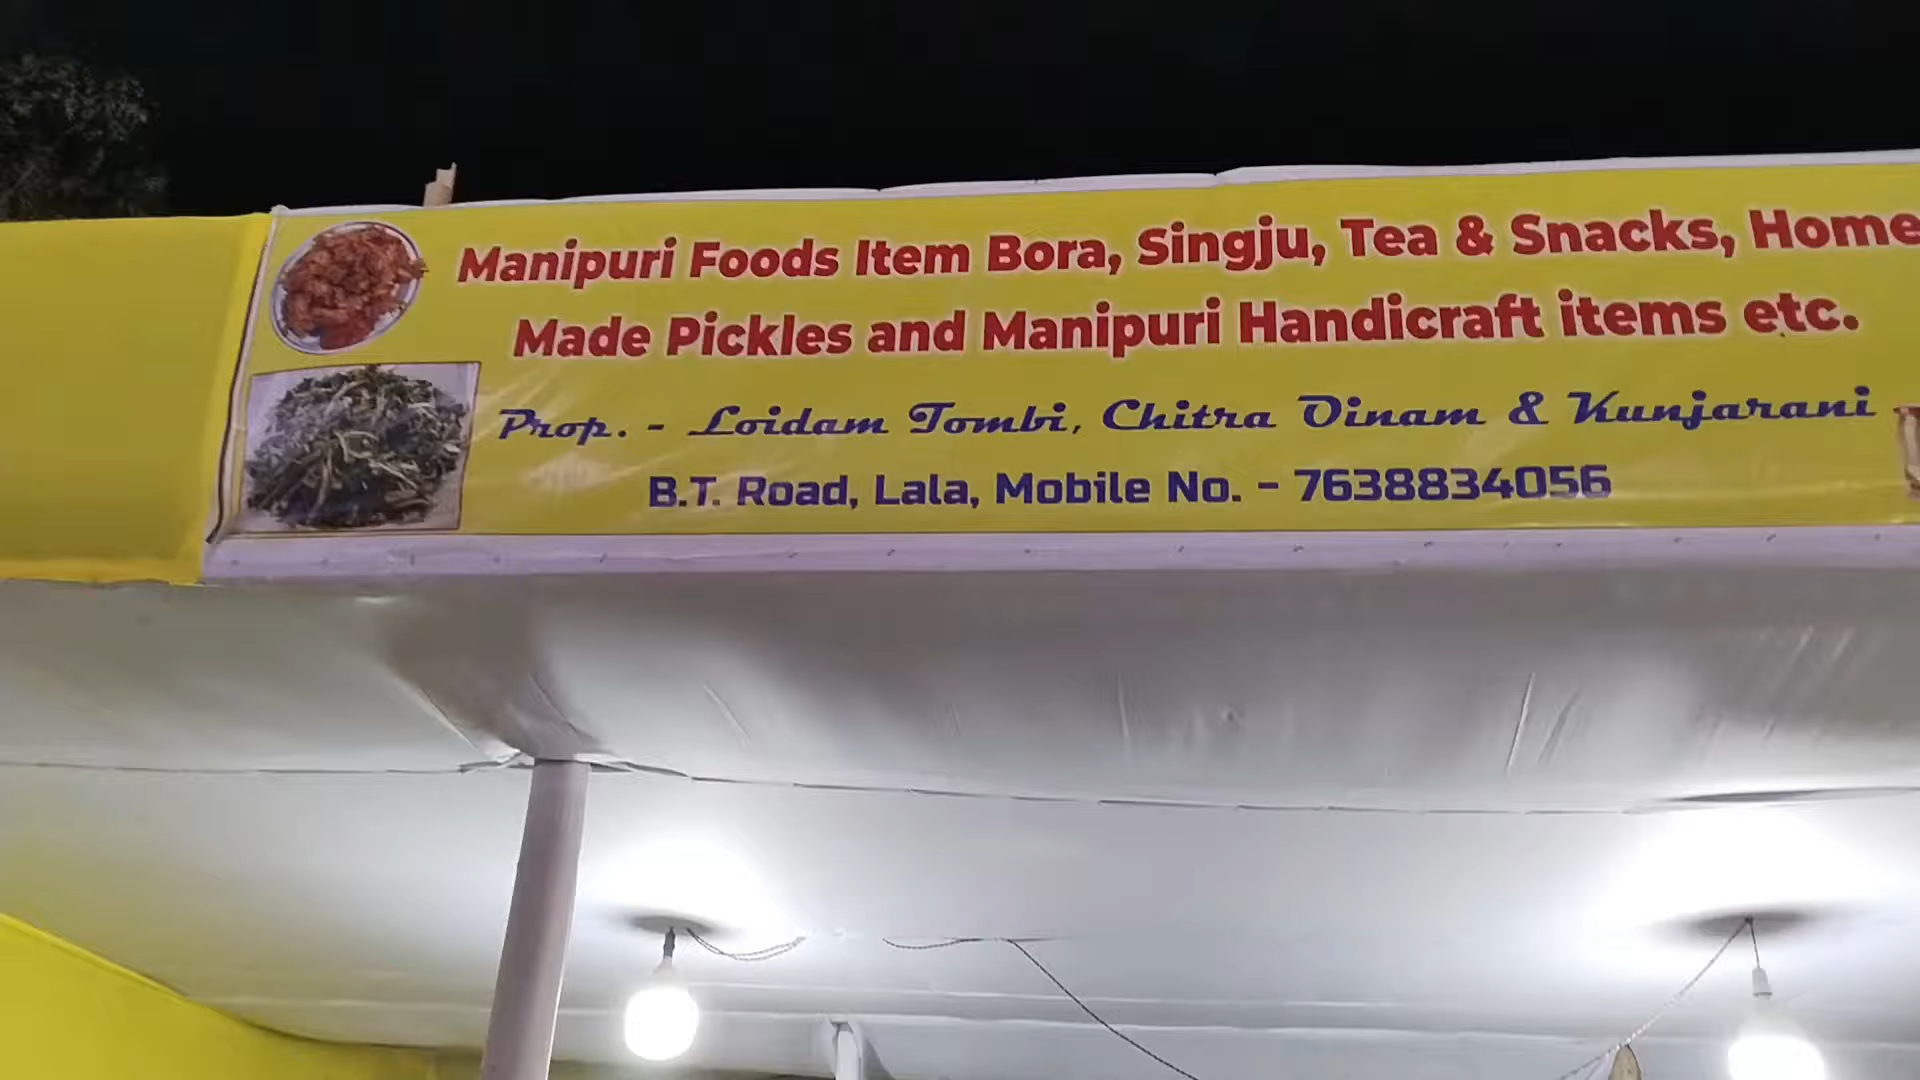 Manipuri Foods Item Bora, Singju, Tea & Snacks, Home
Made Pickles and Manipuri Handicraft items etc.
Prop. - Loidam Tombi, Chitra Oinam & Kunjarani
B.T. Road, Lala, Mobile No. - 7638834056